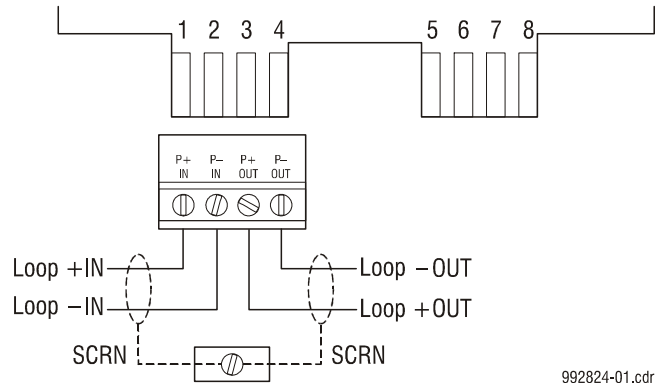 1 2 3 4 5 6 7 8
P+ P– P+ P–
IN IN OUT OUT
Loop +IN Loop –OUT
Loop –IN Loop +OUT
SCRN SCRN
992824-01.cdr